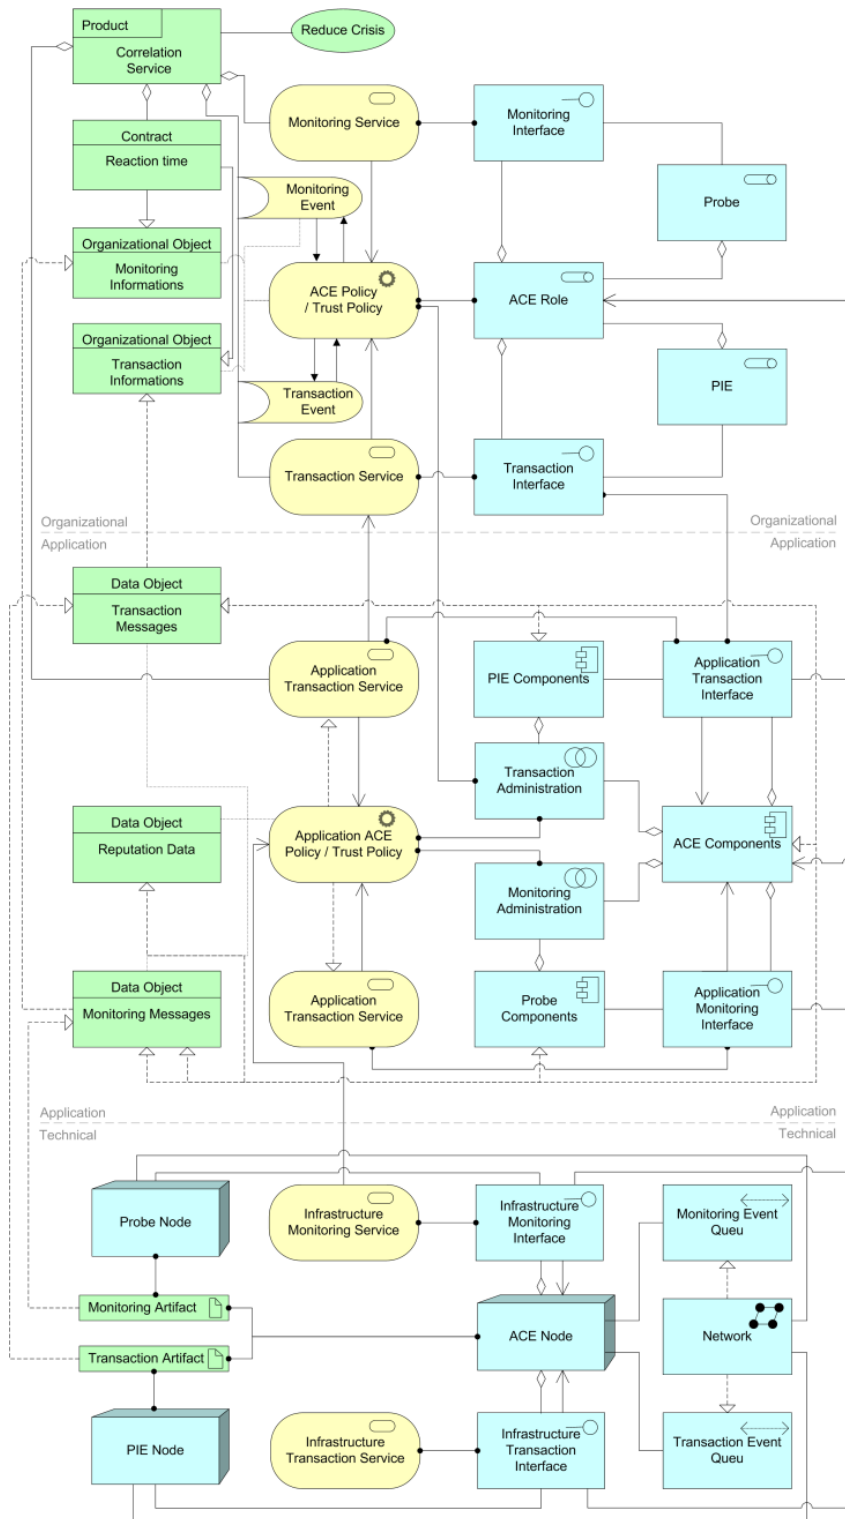 Product
Correlation
Service
Reduce Crisis
Contract
Reaction time
Monitoring Service
Monitoring
Interface
Monitoring
Event
Probe
Organizational Object
Monitoring
Informations
ACE Policy
/ Trust Policy
ACE Role
Organizational Object
Transaction
Informations
PIE
Transaction
Event
Transaction Service
Transaction
Interface
Organizational
Organizational
Application
Application
Data Object
Transaction
Messages
Application
Transaction Service
PIE Components
Application
Transaction
Interface
Transaction
Administration
Data Object
Reputation Data
Application ACE
Policy / Trust Policy
ACE Components
Monitoring
Administration
Data Object
Monitoring Messages
Application
Transaction Service
Probe
Components
Application
Monitoring
Interface
Application
Application
Technical
Technical
Probe Node
Infrastructure
Monitoring Service
Infrastructure
Monitoring
Interface
Monitoring Event
Queu
Monitoring Artifact
ACE Node
Network
Transaction Artifact
PIE Node
Infrastructure
Transaction Service
Infrastructure
Transaction
Interface
Transaction Event
Queu